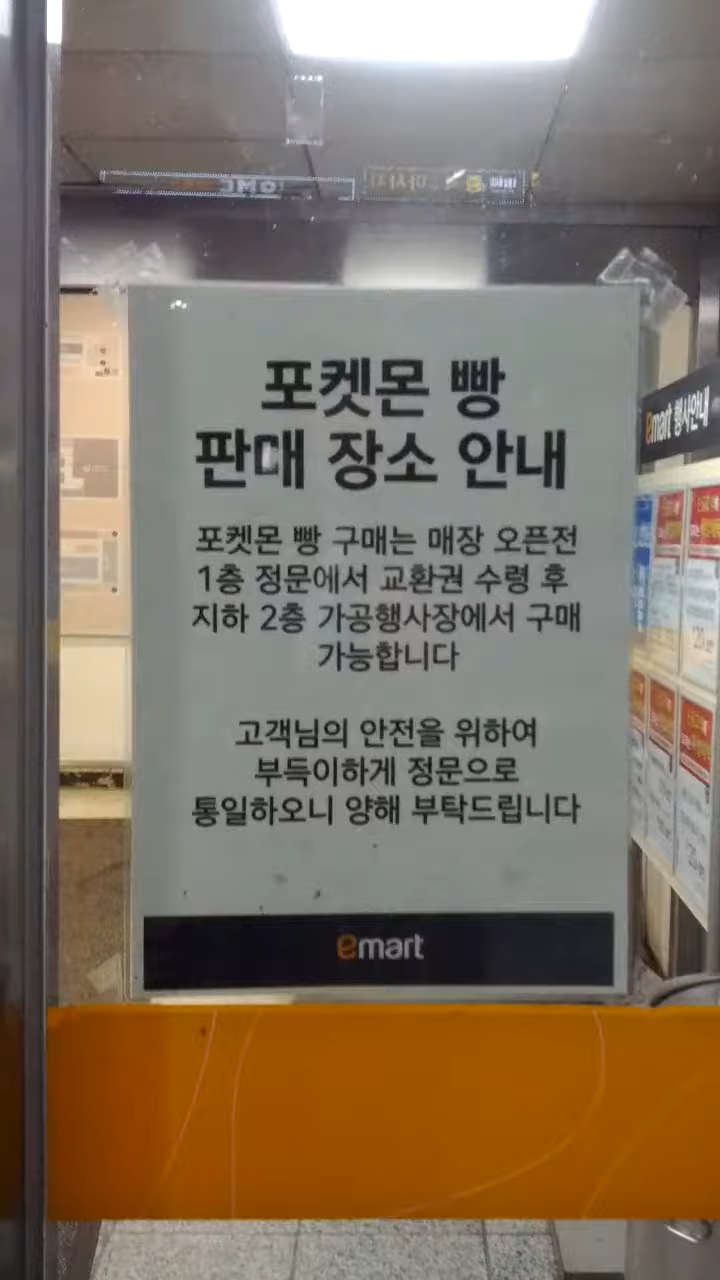 포켓몬 빵
판매 장소 안내
포켓몬 빵 구매는 매장 오픈전
1층 정문에서 교환권 수령 후
지하 2층 가공행사장에서 구매
가능합니다
고객님의 안전을 위하여
부득이하게 정문으로
통일하오니 양해 부탁드립니다
emart
emart 행사안내